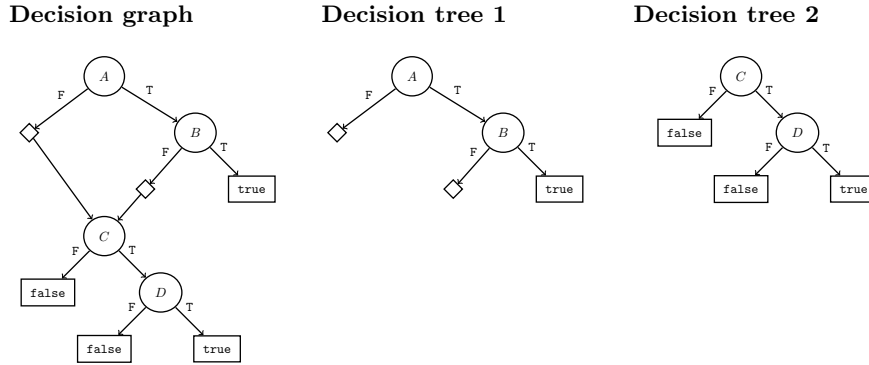 Decision graph Decision tree 1 Decision tree 2
A A C
F T F T F T
B B false D
F T F T F T
true true false true
C
F T
false D
F T
false true